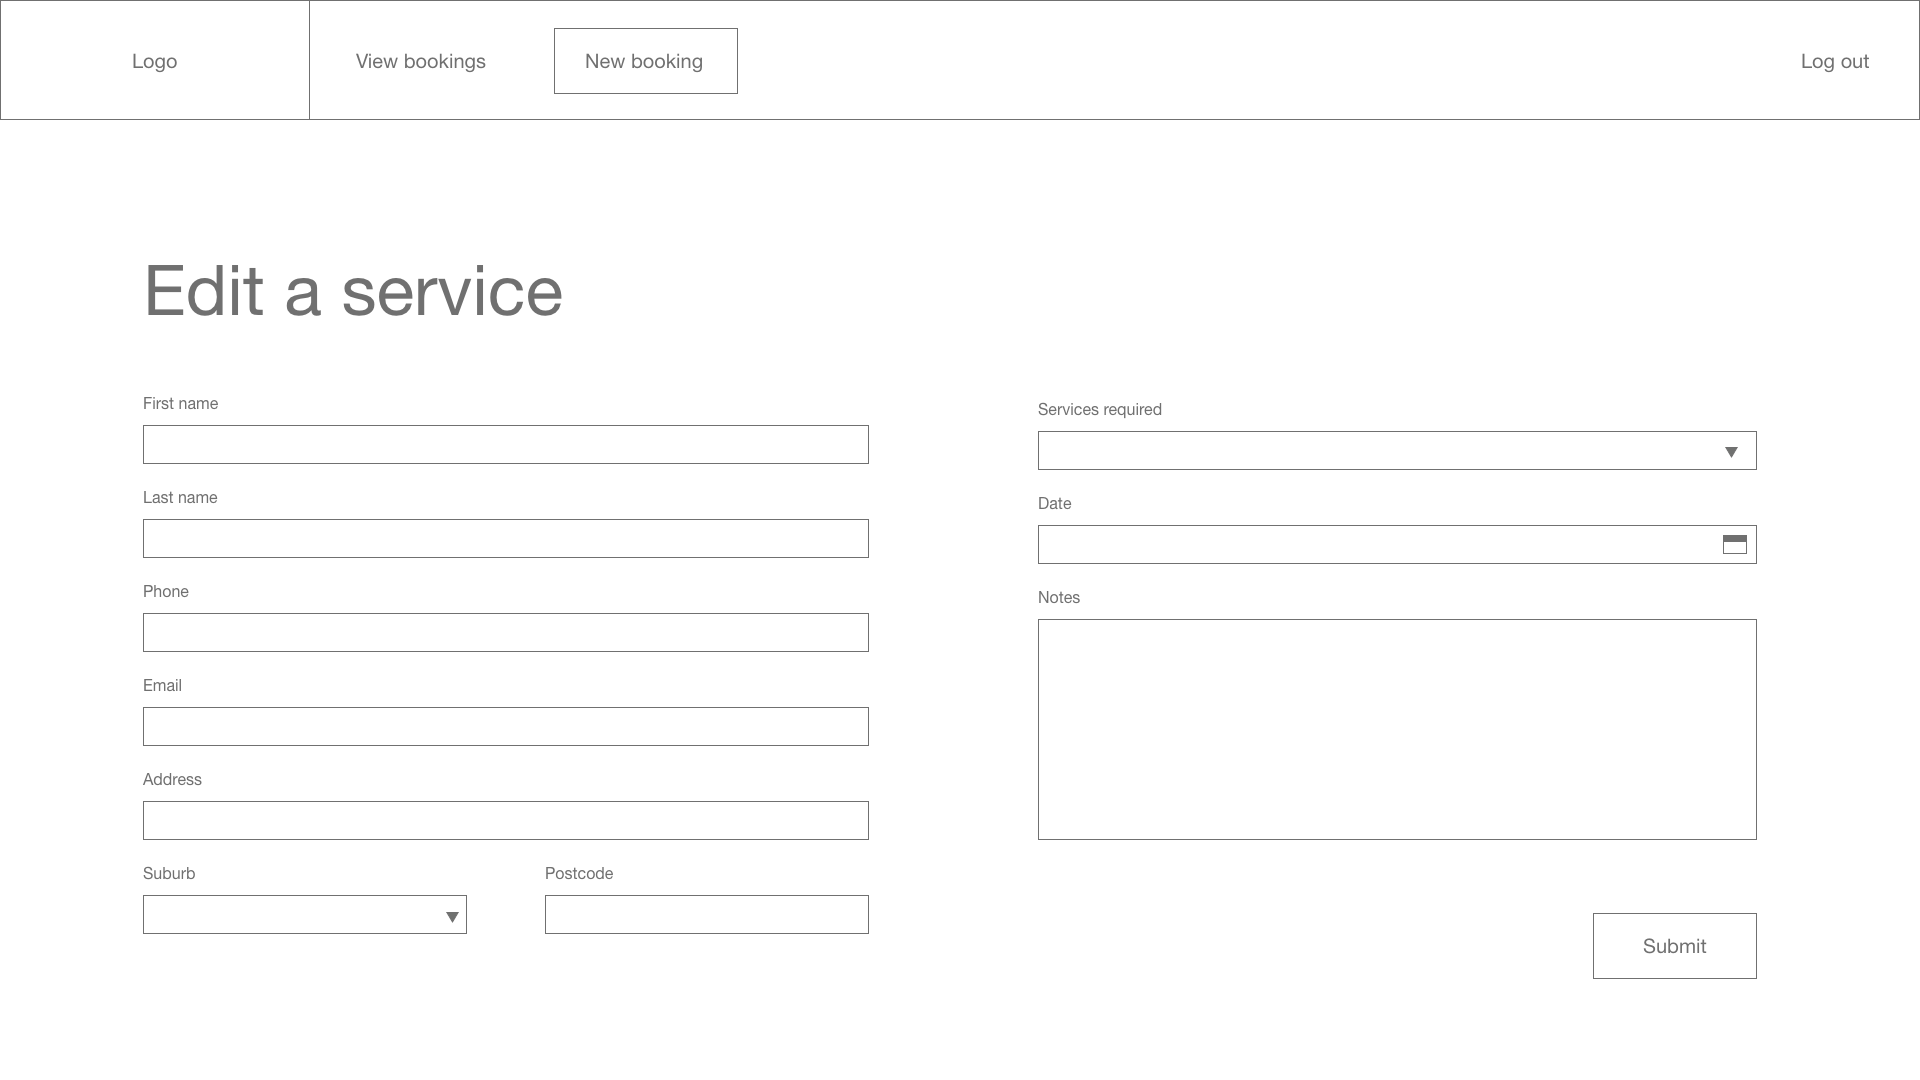 Logo
View bookings
New booking
Log out
Edit a service
First name
Last name
Phone
Email
Address
Suburb
Postcode
Services required
Date
Notes
Submit